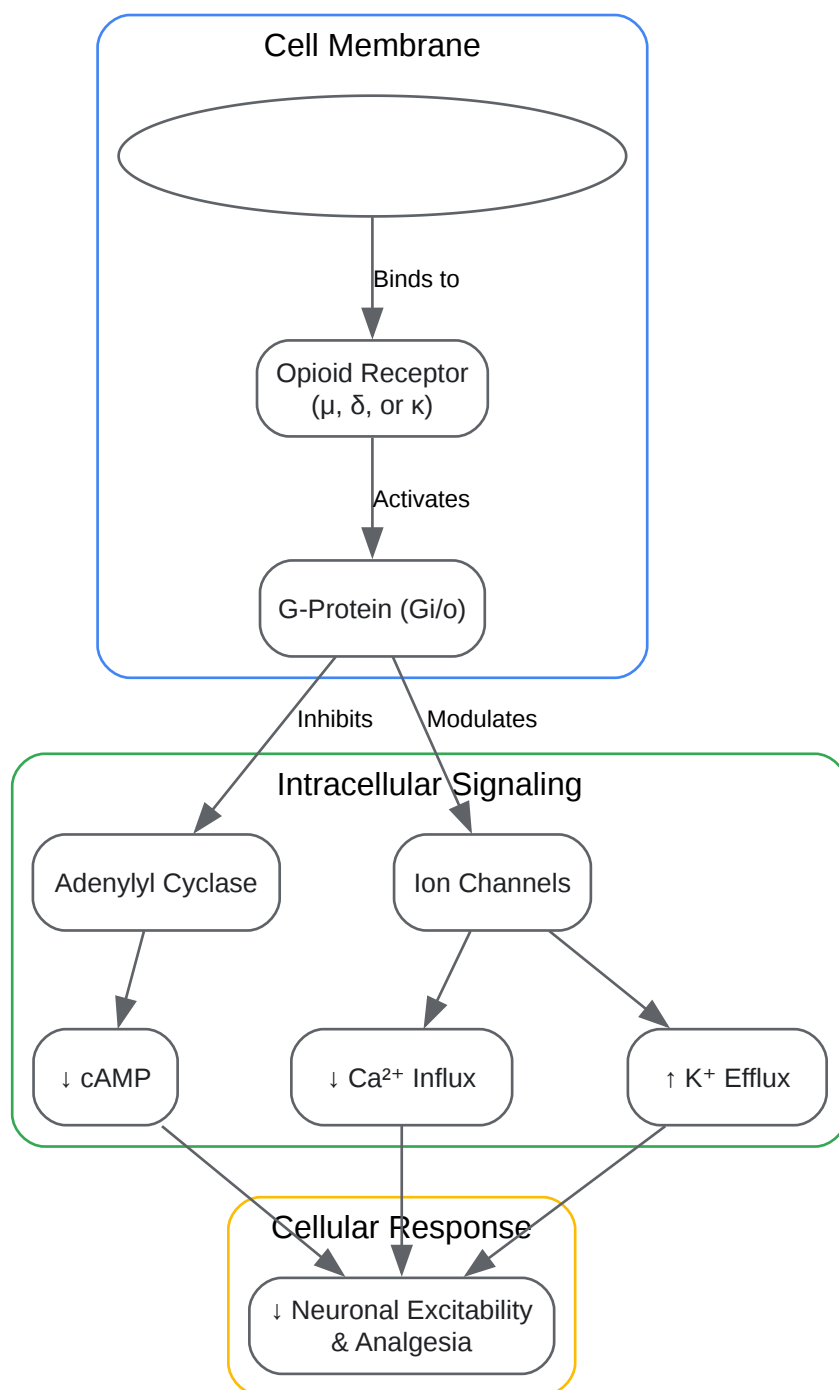 Cell Membrane
Binds to
Opioid Receptor
(μ, δ, or κ)
Activates
G-Protein (Gi/o)
Inhibits
Modulates
Intracellular Signaling
Adenylyl Cyclase
Ion Channels
↓ cAMP
↓ Ca²⁺ Influx
↑ K⁺ Efflux
Cellular Response
↓ Neuronal Excitability
& Analgesia